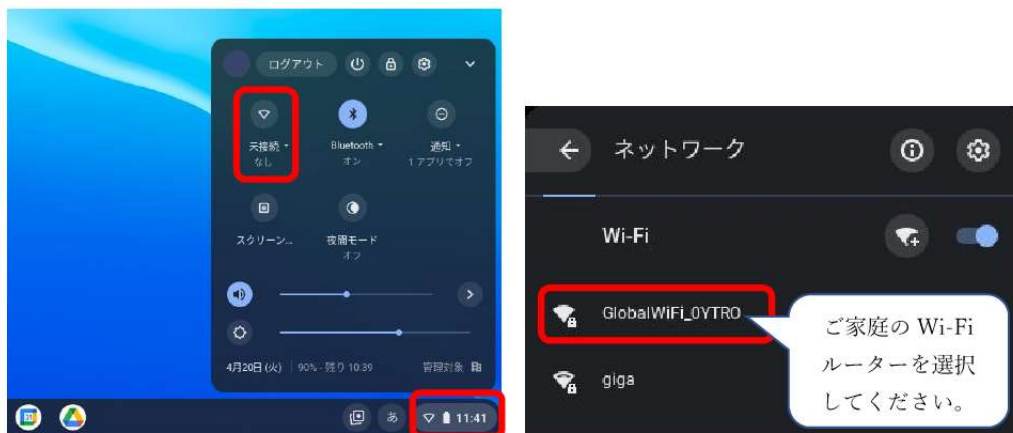 ログアウト
未接続
なし
Bluetooth
オン
通知
1 アプリでオフ
スクリーン...
夜間モード
オフ
4月20日 (火)
90% - 残り 10:39
管理対象
あ
11:41
ネットワーク
Wi-Fi
GlobalWiFi_0YTRO
giga
ご家庭の Wi-Fi
ルーターを選択
してください。